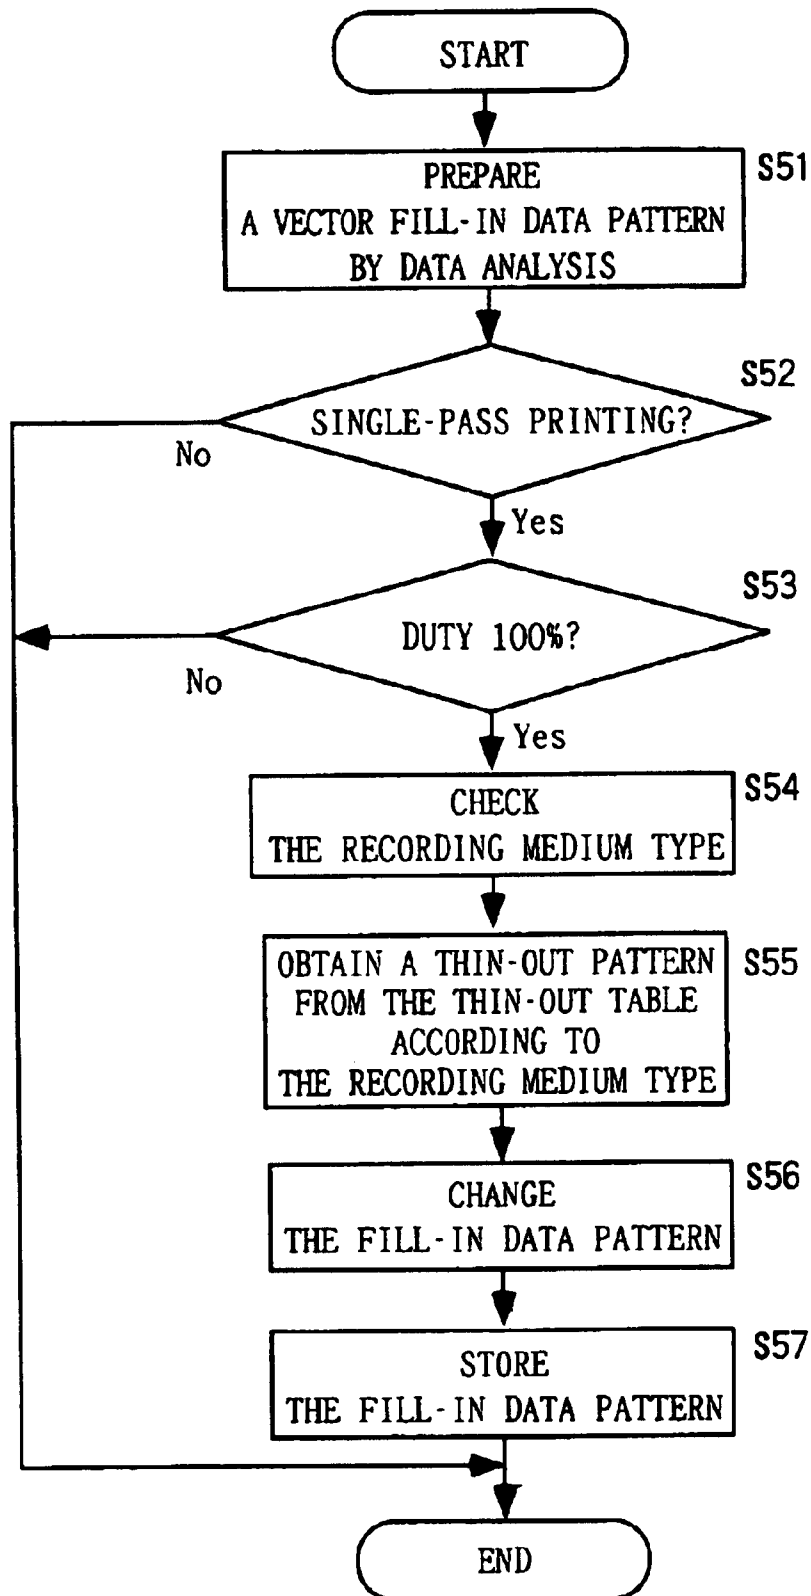 START
S51
PREPARE
A VECTOR FILL-IN DATA PATTERN
BY DATA ANALYSIS
S52
SINGLE-PASS PRINTING?
No
Yes
S53
DUTY 100%?
No
Yes
S54
CHECK
THE RECORDING MEDIUM TYPE
S55
OBTAIN A THIN-OUT PATTERN
FROM THE THIN-OUT TABLE
ACCORDING TO
THE RECORDING MEDIUM TYPE
S56
CHANGE
THE FILL-IN DATA PATTERN
S57
STORE
THE FILL-IN DATA PATTERN
END